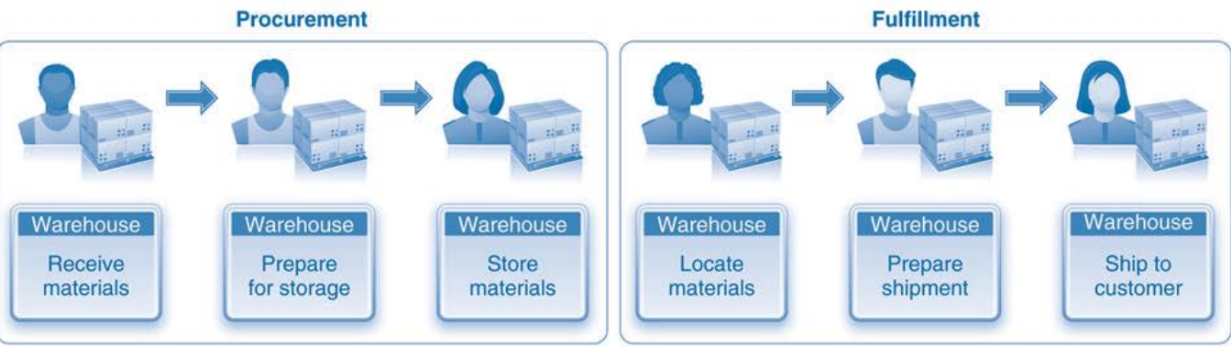 Procurement
Fulfillment
Warehouse
Receive
materials
Warehouse
Prepare
for storage
Warehouse
Store
materials
Warehouse
Locate
materials
Warehouse
Prepare
shipment
Warehouse
Ship to
customer